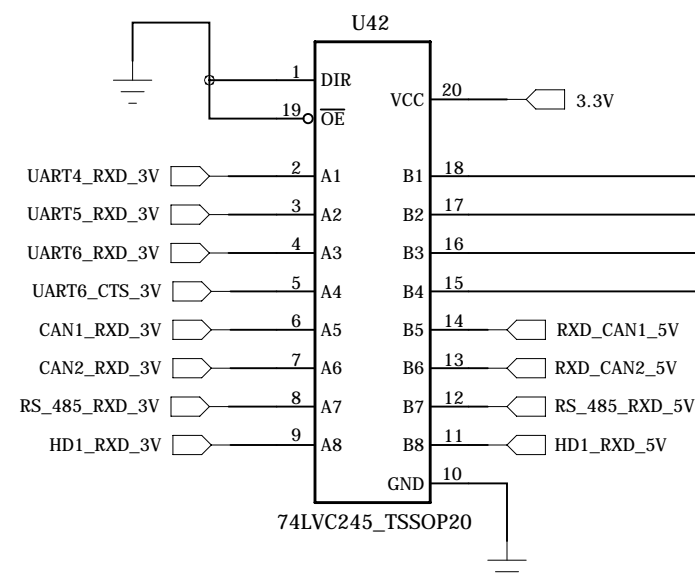 U42
1 DIR
VCC 20 3.3V
19 OE
UART4_RXD_3V 2 A1 B1 18
UART5_RXD_3V 3 A2 B2 17
UART6_RXD_3V 4 A3 B3 16
UART6_CTS_3V 5 A4 B4 15
CAN1_RXD_3V 6 A5 B5 14 RXD_CAN1_5V
CAN2_RXD_3V 7 A6 B6 13 RXD_CAN2_5V
RS_485_RXD_3V 8 A7 B7 12 RS_485_RXD_5V
HD1_RXD_3V 9 A8 B8 11 HD1_RXD_5V
GND 10
74LVC245_TSSOP20